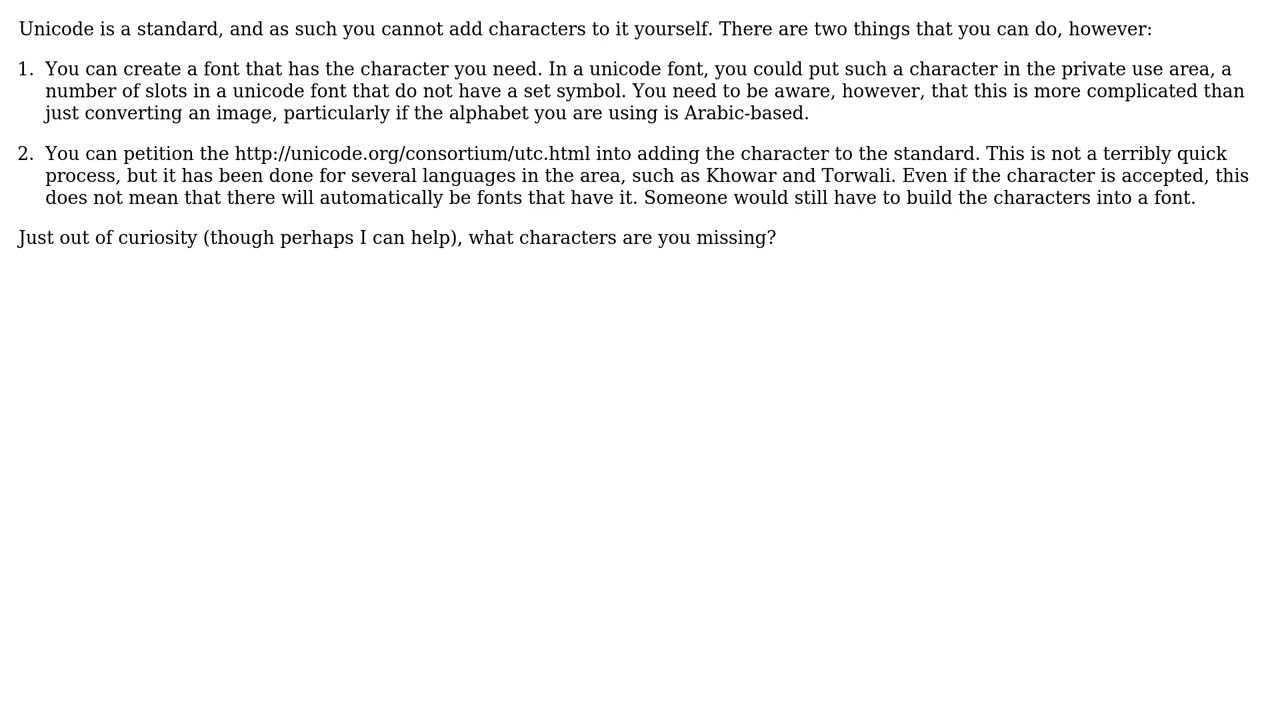 Unicode is a standard, and as such you cannot add characters to it yourself. There are two things that you can do, however:
1. You can create a font that has the character you need. In a unicode font, you could put such a character in the private use area, a
number of slots in a unicode font that do not have a set symbol. You need to be aware, however, that this is more complicated than
just converting an image, particularly if the alphabet you are using is Arabic-based.
2. You can petition the http://unicode.org/consortium/utc.html into adding the character to the standard. This is not a terribly quick
process, but it has been done for several languages in the area, such as Khowar and Torwali. Even if the character is accepted, this
does not mean that there will automatically be fonts that have it. Someone would still have to build the characters into a font.
Just out of curiosity (though perhaps I can help), what characters are you missing?